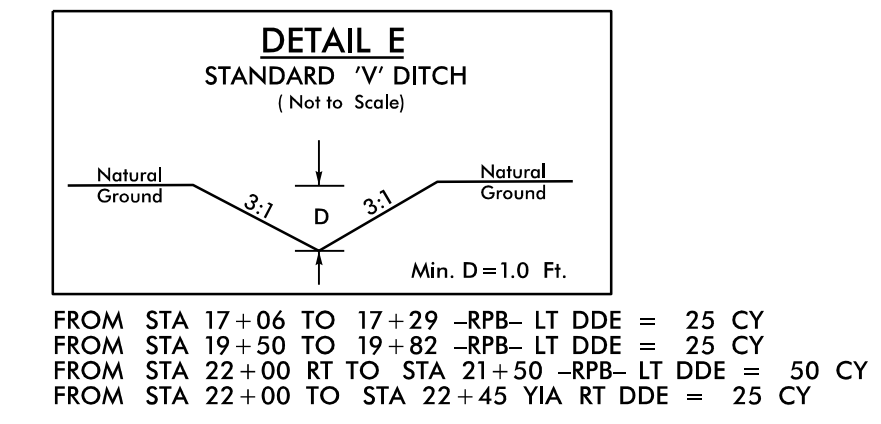 DETAIL E
STANDARD 'V' DITCH
( Not to Scale)
Natural
Ground
3:1
D
3:1
Natural
Ground
Min. D=1.0 Ft.
FROM STA 17+06 TO 17+29 –RPB– LT DDE = 25 CY
FROM STA 19+50 TO 19+82 –RPB– LT DDE = 25 CY
FROM STA 22+00 RT TO STA 21+50 –RPB– LT DDE = 50 CY
FROM STA 22+00 TO STA 22+45 YIA RT DDE = 25 CY